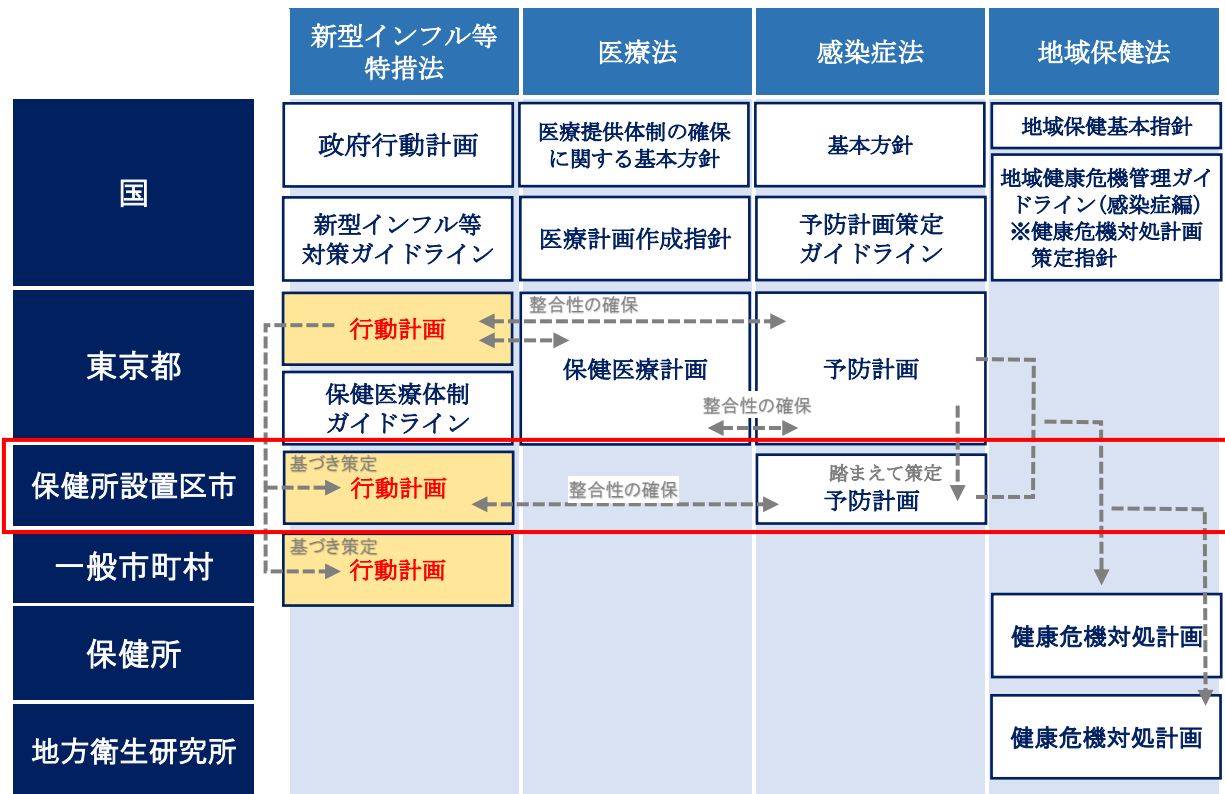 新型インフル等
特措法
医療法
感染症法
地域保健法
国
政府行動計画
医療提供体制の確保
に関する基本方針
基本方針
地域保健基本指針
新型インフル等
対策ガイドライン
医療計画作成指針
予防計画策定
ガイドライン
地域健康危機管理ガイ
ドライン（感染症編）
※健康危機対処計画
策定指針
東京都
行動計画
整合性の確保
保健医療計画
予防計画
保健医療体制
ガイドライン
整合性の確保
保健所設置区市
基づき策定
行動計画
整合性の確保
踏まえて策定
予防計画
一般市町村
基づき策定
行動計画
保健所
健康危機対処計画
地方衛生研究所
健康危機対処計画